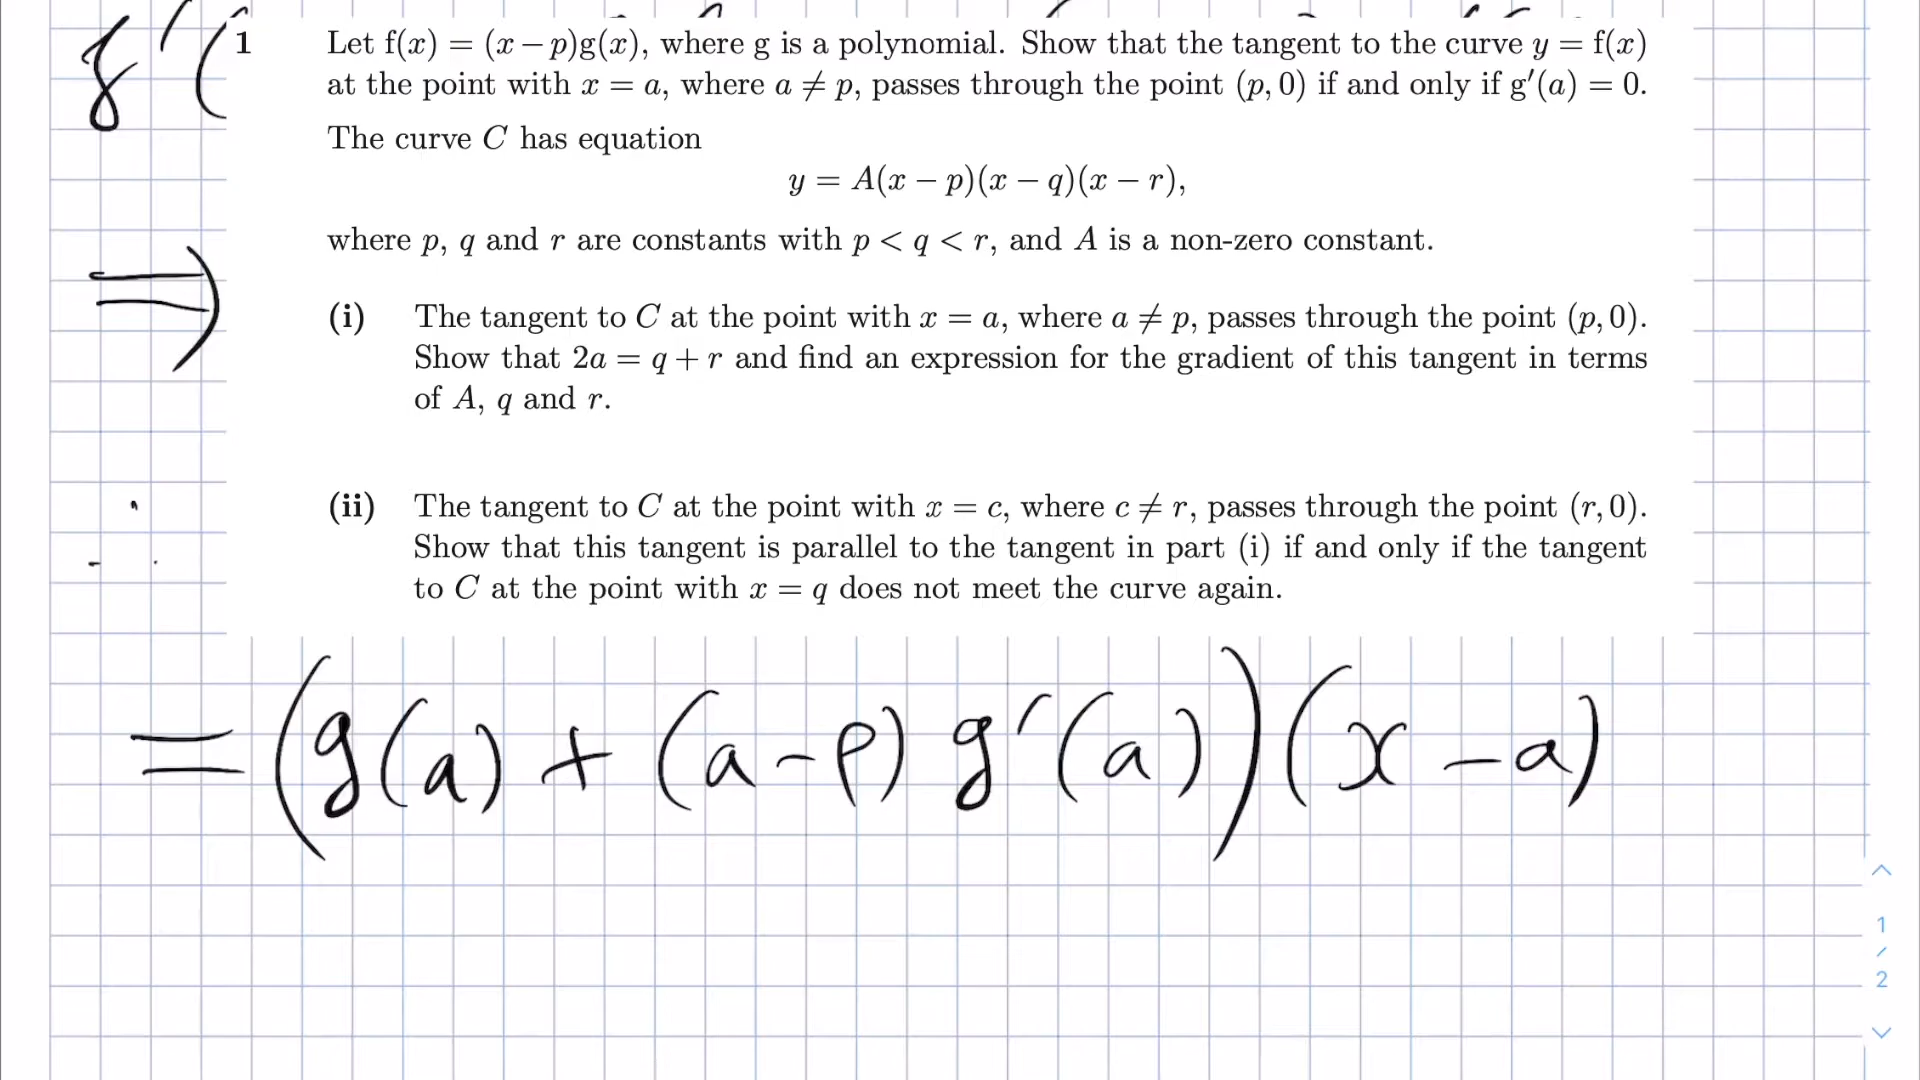 f'(
1 Let f(x) = (x − p)g(x), where g is a polynomial. Show that the tangent to the curve y = f(x)
at the point with x = a, where a ≠ p, passes through the point (p, 0) if and only if g′(a) = 0.
The curve C has equation
y = A(x − p)(x − q)(x − r),
where p, q and r are constants with p < q < r, and A is a non-zero constant.
⇒
(i) The tangent to C at the point with x = a, where a ≠ p, passes through the point (p, 0).
Show that 2a = q + r and find an expression for the gradient of this tangent in terms
of A, q and r.
(ii) The tangent to C at the point with x = c, where c ≠ r, passes through the point (r, 0).
Show that this tangent is parallel to the tangent in part (i) if and only if the tangent
to C at the point with x = q does not meet the curve again.
∴
= (g(a) + (a − p) g′(a))(x − a)
1
/
2